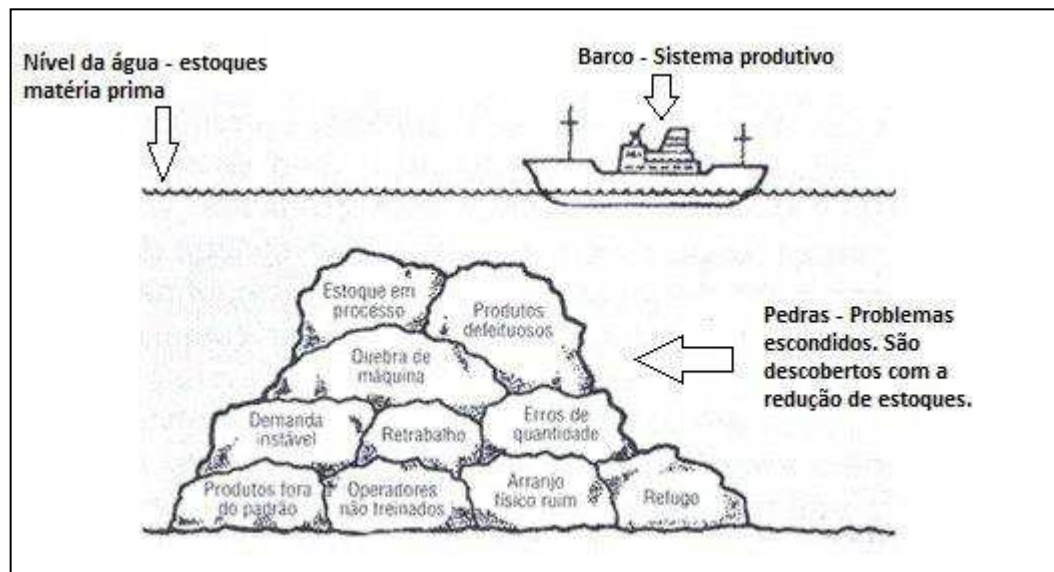 Nível da água - estoques
matéria prima
Barco - Sistema produtivo
Estoque em
processo
Produtos
defeituosos
Quebra de
máquina
Demanda
instável
Retrabalho
Erros de
quantidade
Produtos fora
do padrão
Operadores
não treinados
Arranjo
físico ruim
Refugo
Pedras - Problemas
escondidos. São
descobertos com a
redução de estoques.